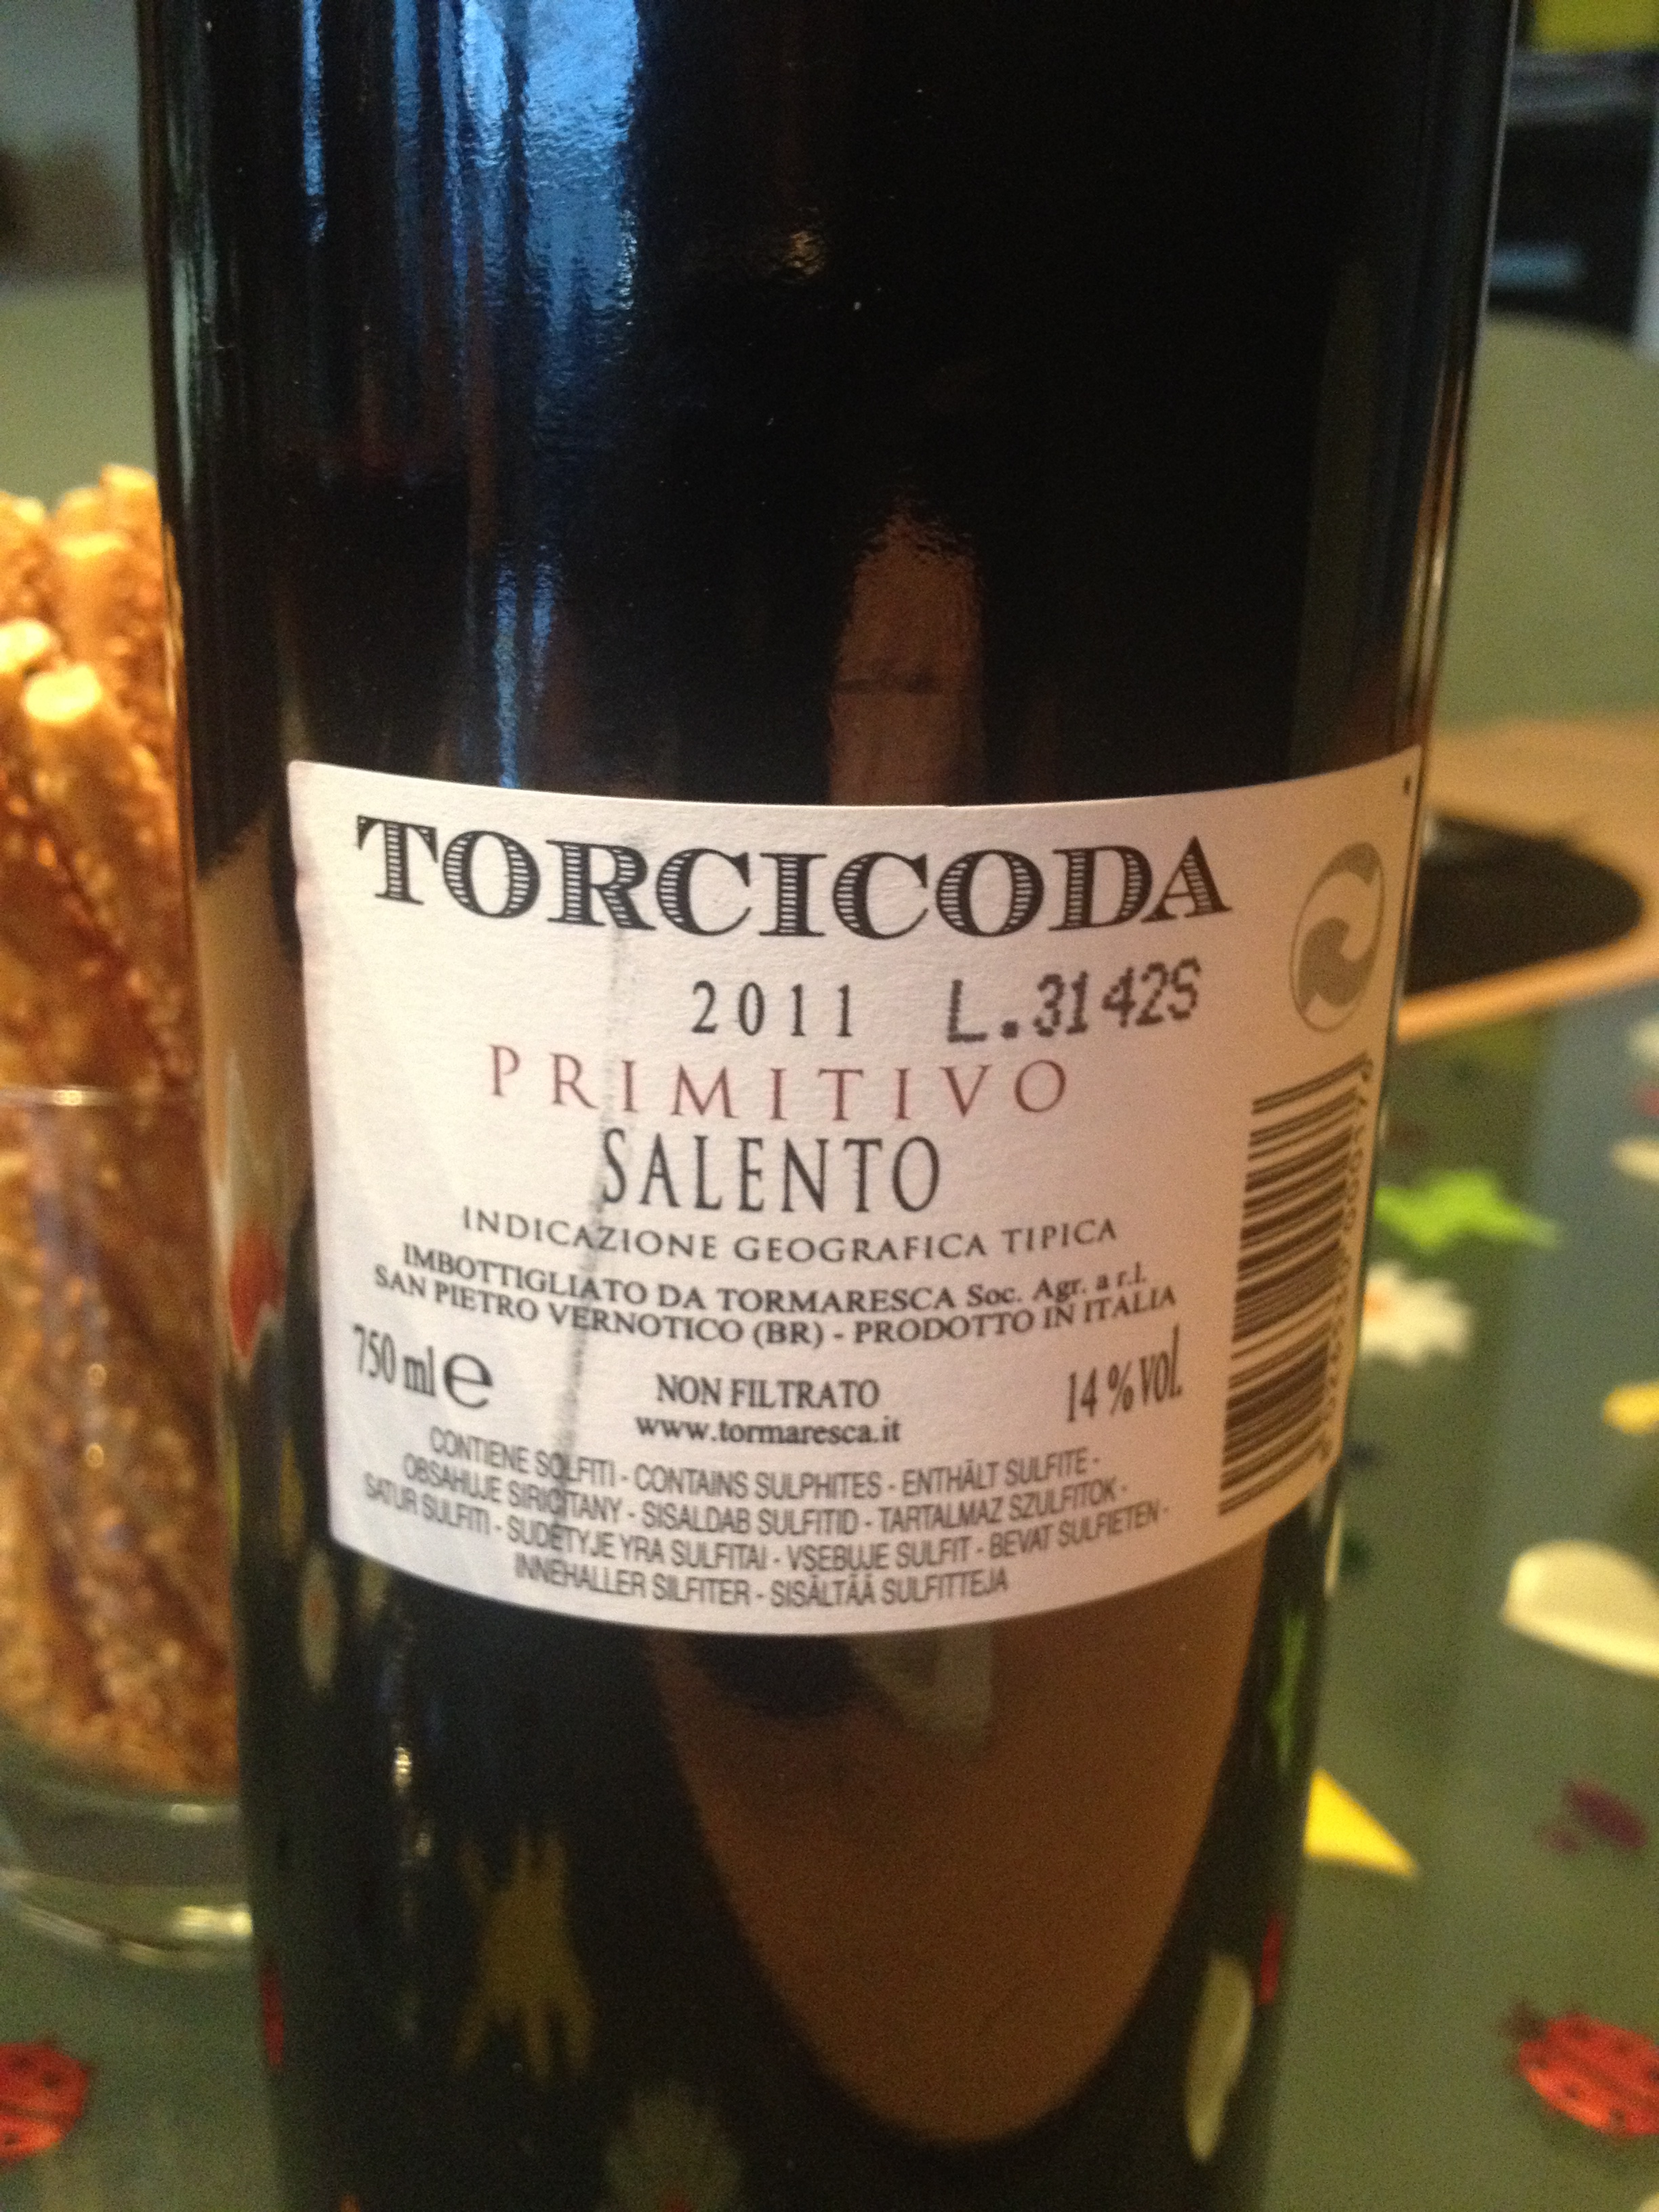 TORCICODA
2011 L.3142S
PRIMITIVO
SALENTO
INDICAZIONE GEOGRAFICA TIPICA
IMBOTTIGLIATO DA TORMARESCA Soc. Agr. a r.l.
SAN PIETRO VERNOTICO (BR) - PRODOTTO IN ITALIA
750 ml e
NON FILTRATO
14 % vol.
www.tormaresca.it
CONTIENE SOLFITI - CONTAINS SULPHITES - ENTHÄLT SULFITE -
OBSAHUJE SIRICITANY - SISALDAB SULFITID - TARTALMAZ SZULFITOK -
SATUR SULFITI - SUDĖTYJE YRA SULFITAI - VSEBUJE SULFIT - BEVAT SULFIETEN -
INNEHALLER SILFITER - SISÄLTÄÄ SULFITTEJA